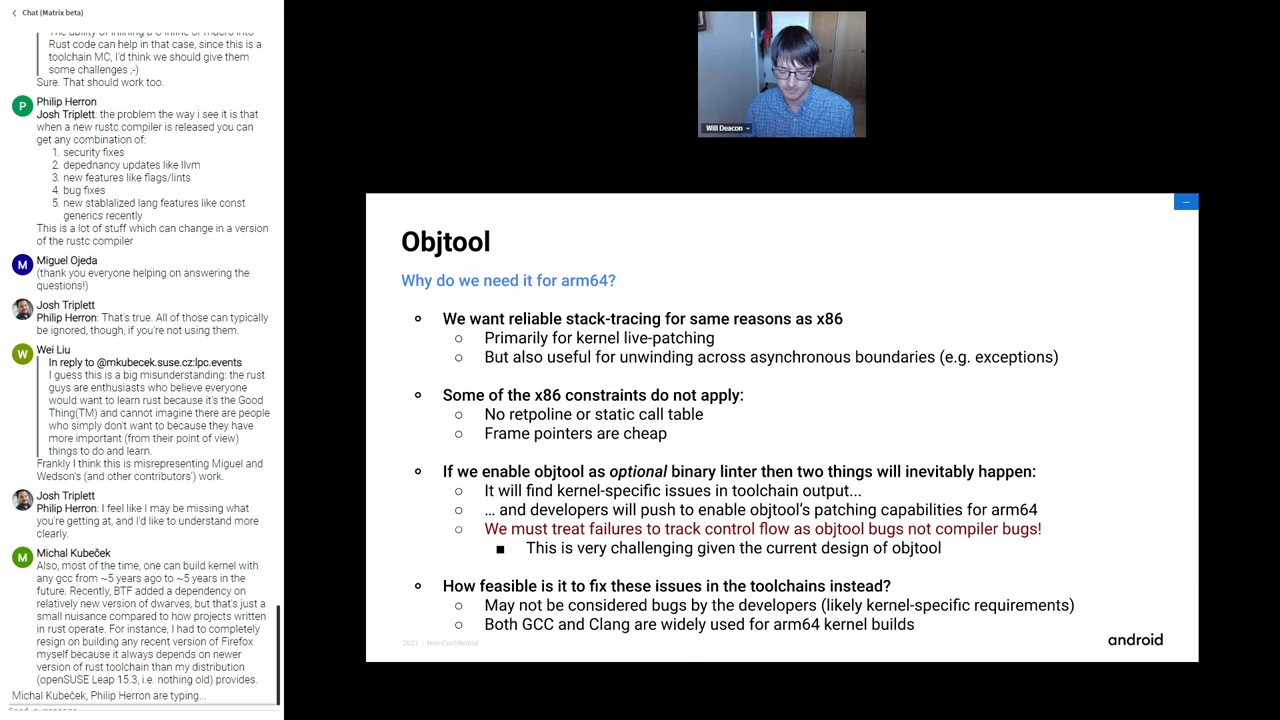 Chat (Matrix beta)
The ability of inlining a C inline or macro into
Rust code can help in that case, since this is a
toolchain MC, I'd think we should give them
some challenges ;-)
Sure. That should work too.
P
Philip Herron
Josh Triplett: the problem the way i see it is that
when a new rustc compiler is released you can
get any combination of:
1. security fixes
2. depednancy updates like llvm
3. new features like flags/lints
4. bug fixes
5. new stablalized lang features like const
generics recently
This is a lot of stuff which can change in a version
of the rustc compiler
M
Miguel Ojeda
(thank you everyone helping on answering the
questions!)
Josh Triplett
Philip Herron: That's true. All of those can typically
be ignored, though, if you're not using them.
W
Wei Liu
In reply to @mkubecek.suse.cz:lpc.events
I guess this is a big misunderstanding: the rust
guys are enthusiasts who believe everyone
would want to learn rust because it's the Good
Thing(TM) and cannot imagine there are people
who simply don't want to because they have
more important (from their point of view)
things to do and learn.
Frankly I think this is misrepresenting Miguel and
Wedson's (and other contributors') work.
Josh Triplett
Philip Herron: I feel like I may be missing what
you're getting at, and I'd like to understand more
clearly.
M
Michal Kubeček
Also, most of the time, one can build kernel with
any gcc from ~5 years ago to ~5 years in the
future. Recently, BTF added a dependency on
relatively new version of dwarves, but that's just a
small nuisance compared to how projects written
in rust operate. For instance, I had to completely
resign on building any recent version of Firefox
myself because it always depends on newer
version of rust toolchain than my distribution
(openSUSE Leap 15.3, i.e. nothing old) provides.
Michal Kubeček, Philip Herron are typing...
Will Deacon
Objtool
Why do we need it for arm64?
We want reliable stack-tracing for same reasons as x86
Primarily for kernel live-patching
But also useful for unwinding across asynchronous boundaries (e.g. exceptions)
Some of the x86 constraints do not apply:
No retpoline or static call table
Frame pointers are cheap
If we enable objtool as optional binary linter then two things will inevitably happen:
It will find kernel-specific issues in toolchain output...
… and developers will push to enable objtool's patching capabilities for arm64
We must treat failures to track control flow as objtool bugs not compiler bugs!
This is very challenging given the current design of objtool
How feasible is it to fix these issues in the toolchains instead?
May not be considered bugs by the developers (likely kernel-specific requirements)
Both GCC and Clang are widely used for arm64 kernel builds
2021 | Non-Confidential
android